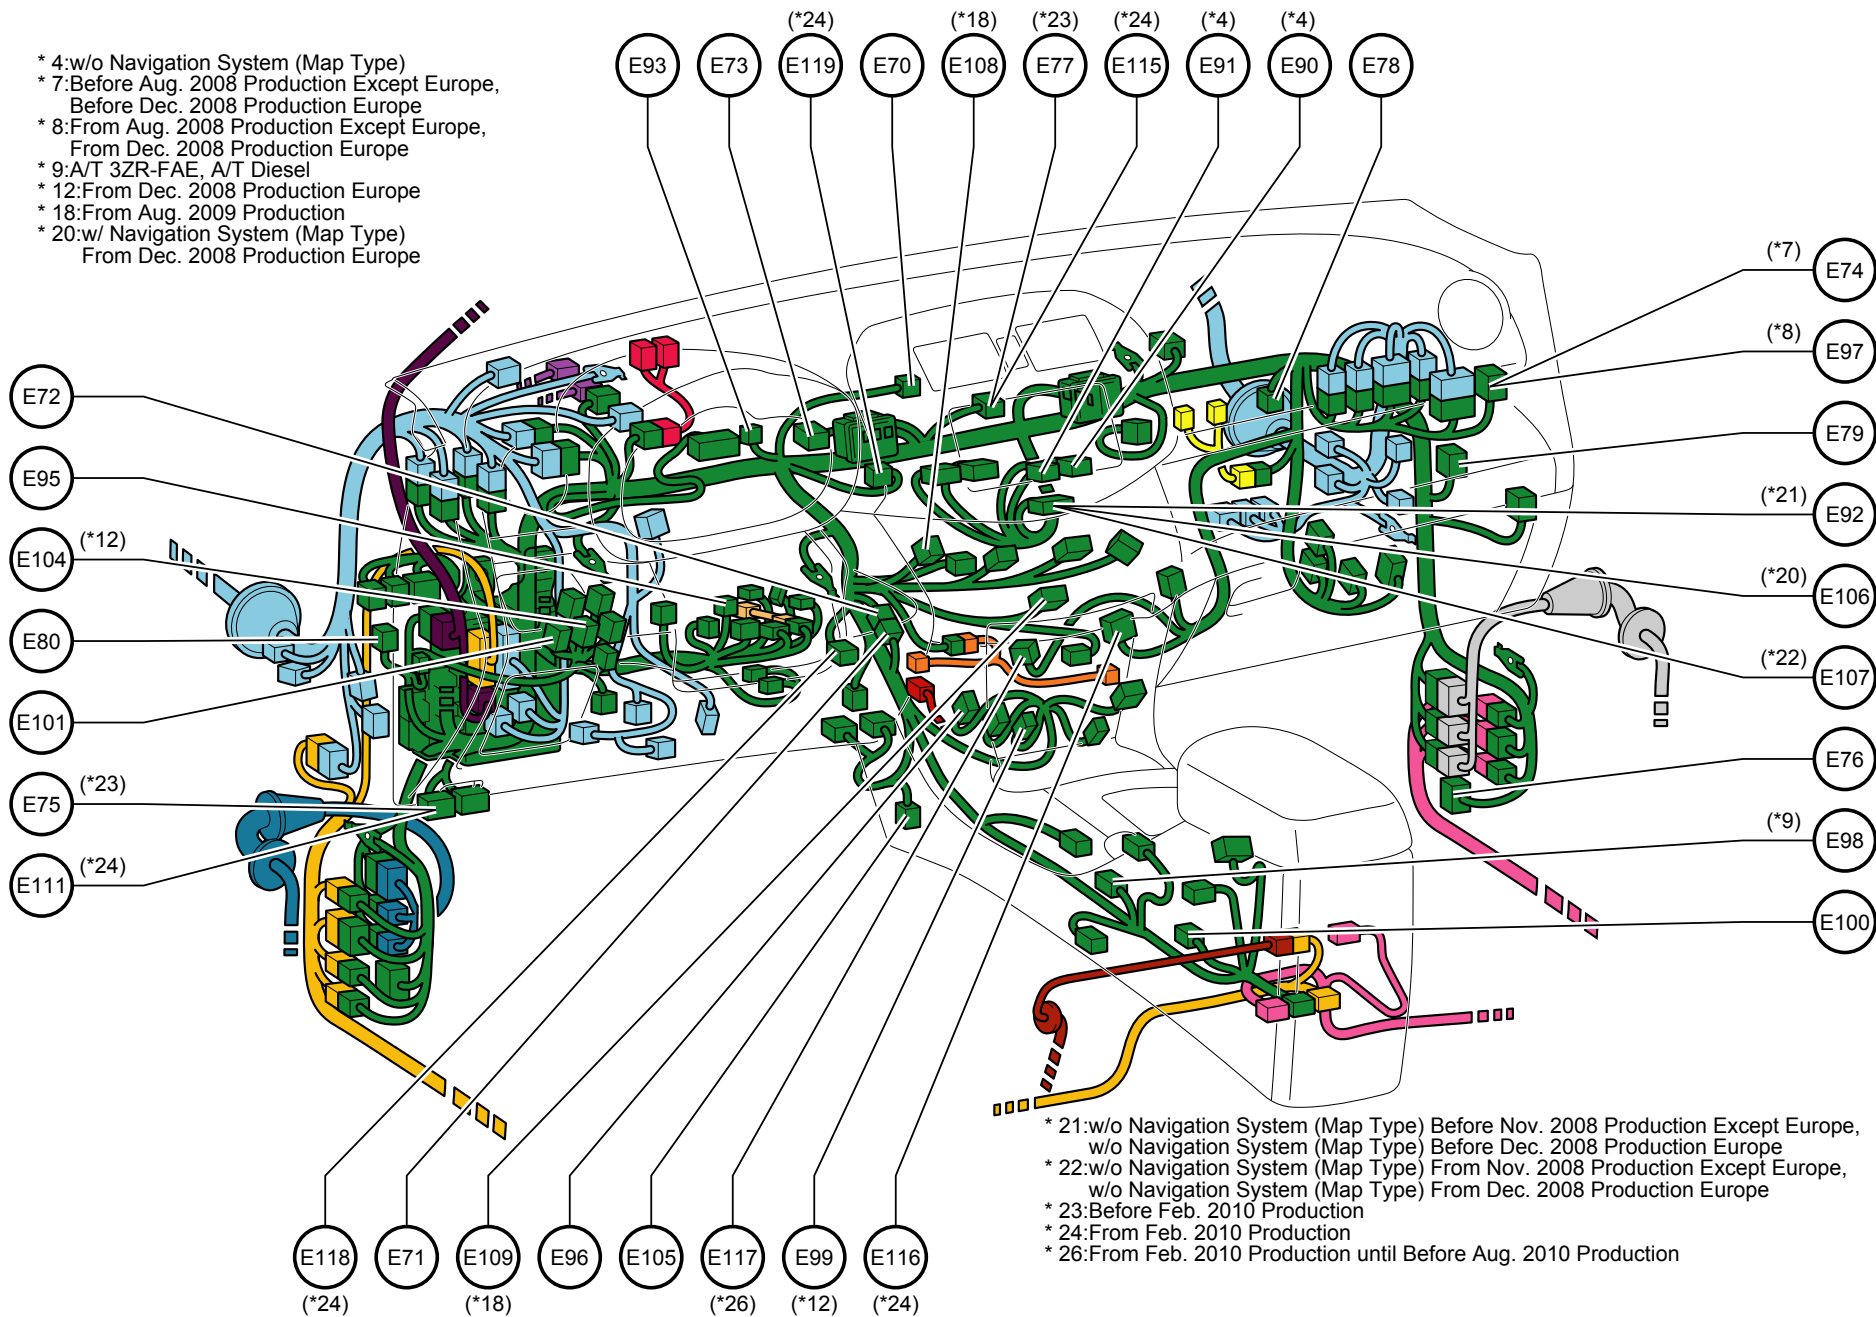 * 4:w/o Navigation System (Map Type)
* 7:Before Aug. 2008 Production Except Europe,
Before Dec. 2008 Production Europe
* 8:From Aug. 2008 Production Except Europe,
From Dec. 2008 Production Europe
* 9:A/T 3ZR-FAE, A/T Diesel
* 12:From Dec. 2008 Production Europe
* 18:From Aug. 2009 Production
* 20:w/ Navigation System (Map Type)
From Dec. 2008 Production Europe
(*24) (*18) (*23) (*24) (*4) (*4)
E93 E73 E119 E70 E108 E77 E115 E91 E90 E78
(*7)
E74
(*8)
E97
E79
(*21)
E92
(*20)
E106
(*22)
E107
E76
(*9)
E98
E100
E72
E95
(*12)
E104
E80
E101
(*23)
E75
(*24)
E111
E118 E71 E109 E96 E105 E117 E99 E116
(*24) (*18) (*26) (*12) (*24)
* 21:w/o Navigation System (Map Type) Before Nov. 2008 Production Except Europe,
w/o Navigation System (Map Type) Before Dec. 2008 Production Europe
* 22:w/o Navigation System (Map Type) From Nov. 2008 Production Except Europe,
w/o Navigation System (Map Type) From Dec. 2008 Production Europe
* 23:Before Feb. 2010 Production
* 24:From Feb. 2010 Production
* 26:From Feb. 2010 Production until Before Aug. 2010 Production